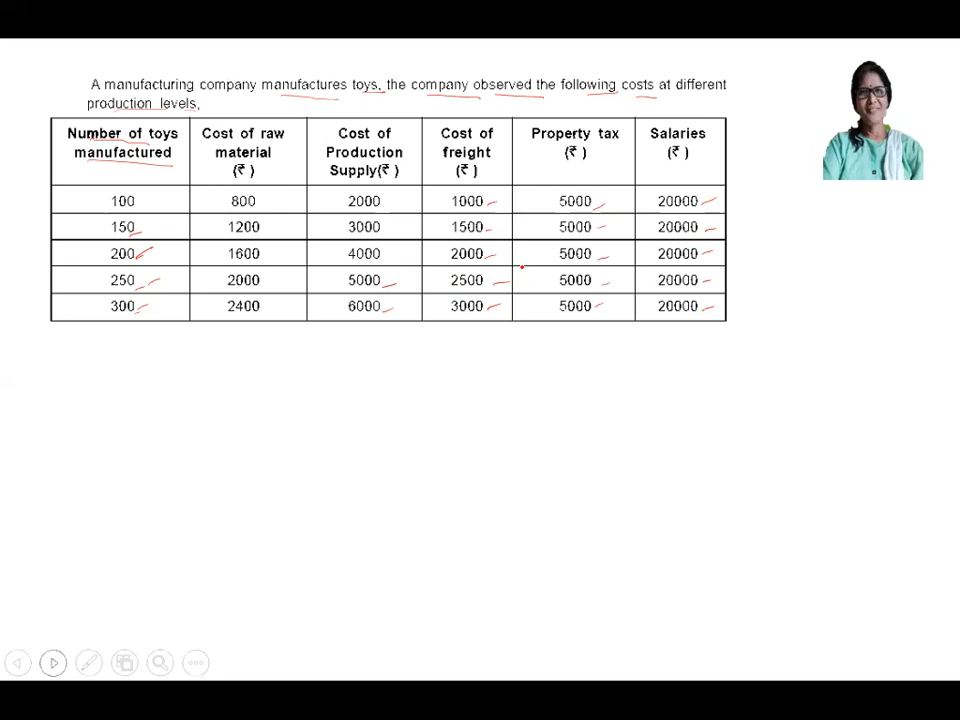 A manufacturing company manufactures toys, the company observed the following costs at different
production levels,
Number of toys manufactured | Cost of raw material (₹ ) | Cost of Production Supply(₹ ) | Cost of freight (₹ ) | Property tax (₹ ) | Salaries (₹ )
100 800 2000 1000 5000 20000
150 1200 3000 1500 5000 20000
200 1600 4000 2000 5000 20000
250 2000 5000 2500 5000 20000
300 2400 6000 3000 5000 20000